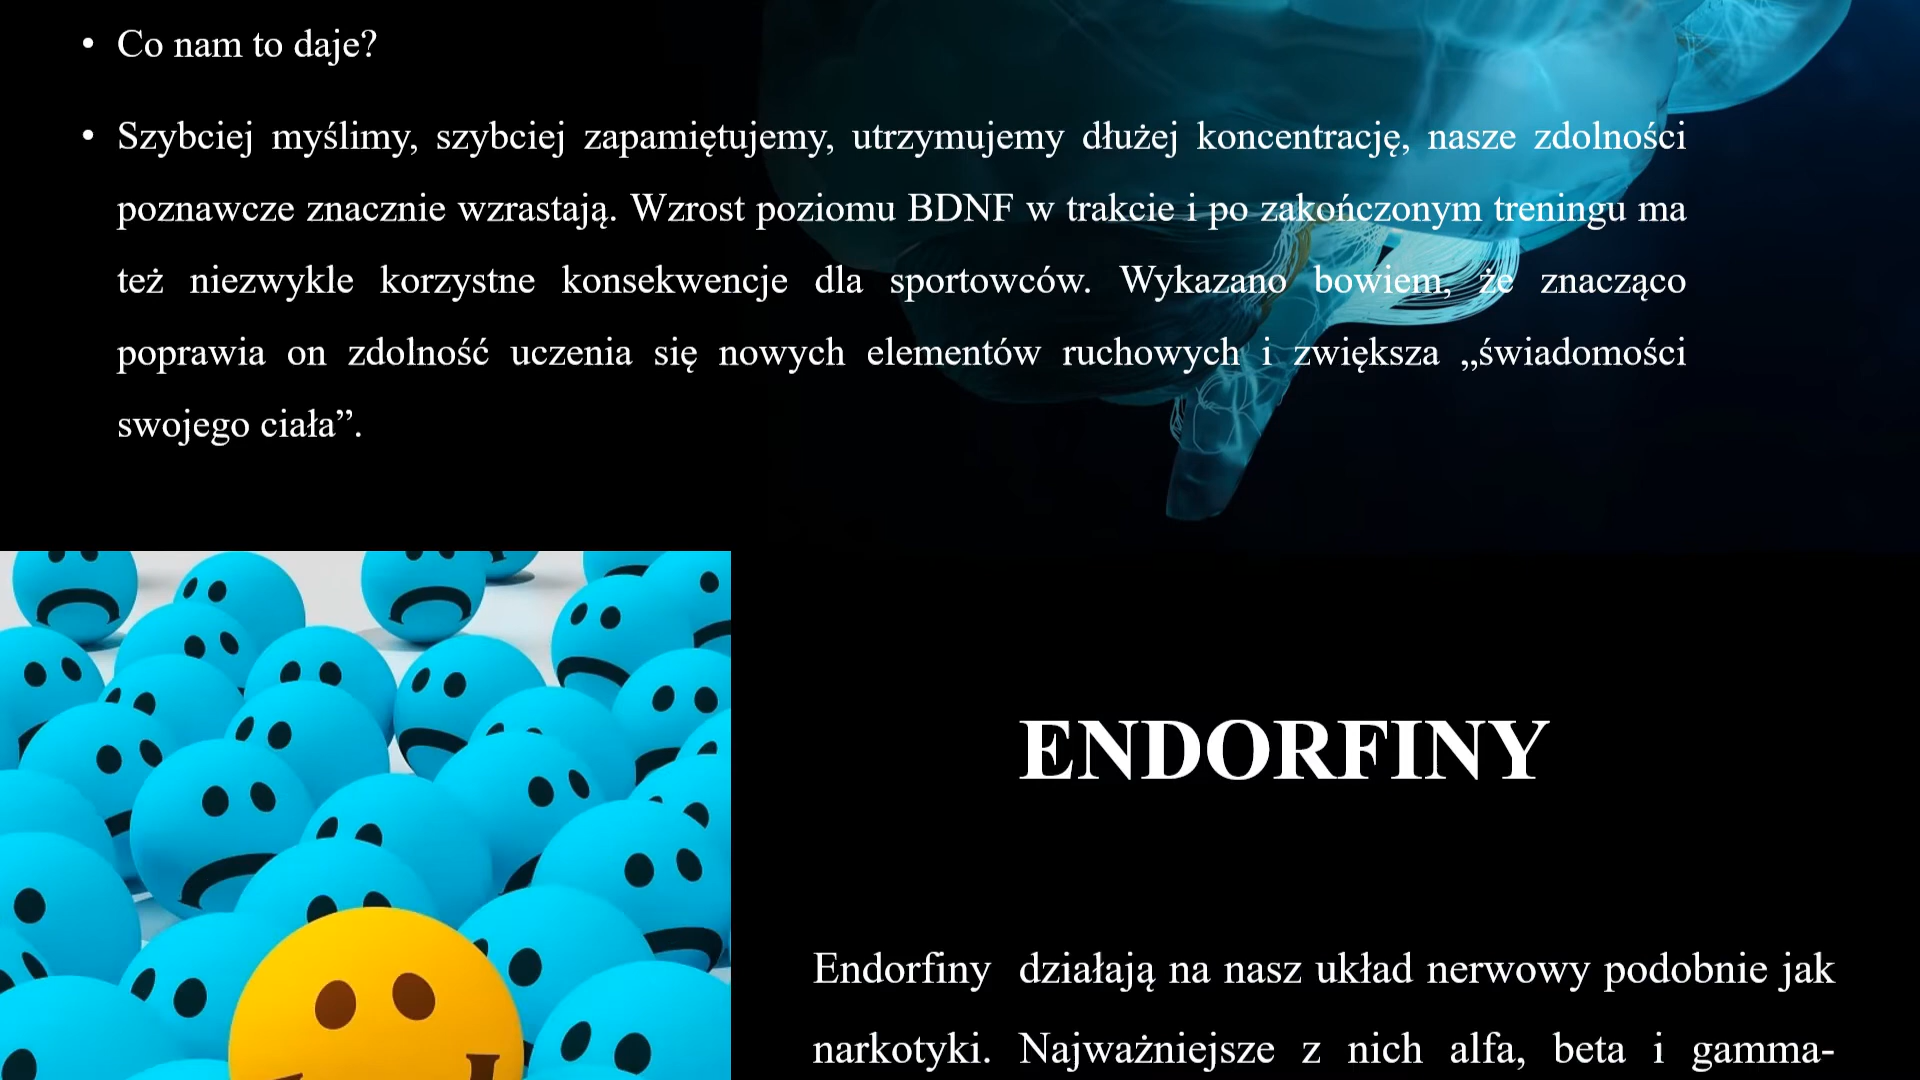 • Co nam to daje?
• Szybciej myślimy, szybciej zapamiętujemy, utrzymujemy dłużej koncentrację, nasze zdolności
poznawcze znacznie wzrastają. Wzrost poziomu BDNF w trakcie i po zakończonym treningu ma
też niezwykle korzystne konsekwencje dla sportowców. Wykazano bowiem, że znacząco
poprawia on zdolność uczenia się nowych elementów ruchowych i zwiększa „świadomości
swojego ciała”.
ENDORFINY
Endorfiny działają na nasz układ nerwowy podobnie jak
narkotyki. Najważniejsze z nich alfa, beta i gamma-